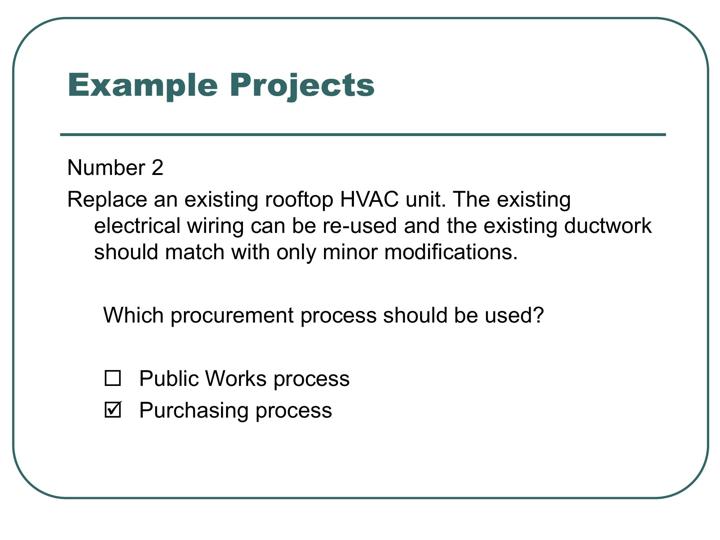 Example Projects
Number 2
Replace an existing rooftop HVAC unit. The existing
electrical wiring can be re-used and the existing ductwork
should match with only minor modifications.
Which procurement process should be used?
☐ Public Works process
☑ Purchasing process